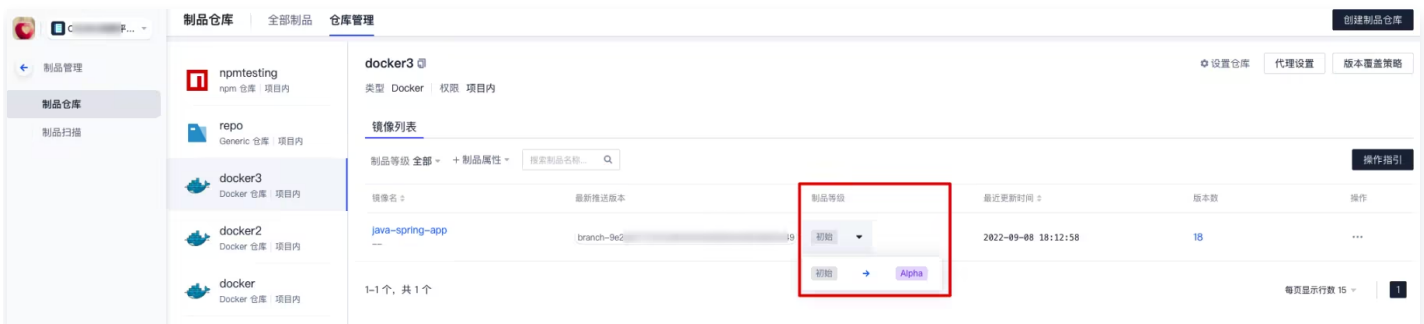 制品仓库 全部制品 仓库管理 创建制品仓库
制品管理
制品仓库
制品扫描
npmtesting
npm 仓库 项目内
repo
Generic 仓库 项目内
docker3
Docker 仓库 项目内
docker2
Docker 仓库 项目内
docker
Docker 仓库 项目内
docker3 设置仓库 代理设置 版本覆盖策略
类型 Docker 权限 项目内
镜像列表
制品等级 全部 + 制品属性 搜索制品名称... 操作指引
镜像名 最新推送版本 制品等级 最近更新时间 版本数 操作
java-spring-app branch-9e2 初始 2022-09-08 18:12:58 18 ...
初始 → Alpha
1-1 个, 共 1 个 每页显示行数 15 1